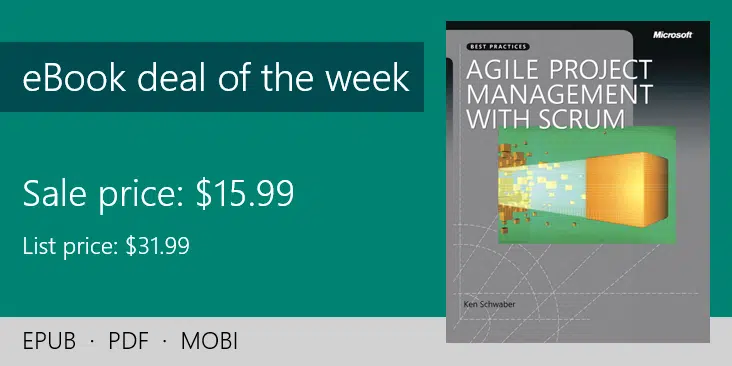 eBook deal of the week
Sale price: $15.99
List price: $31.99
EPUB · PDF · MOBI
Microsoft
BEST PRACTICES
AGILE PROJECT
MANAGEMENT
WITH SCRUM
Ken Schwaber